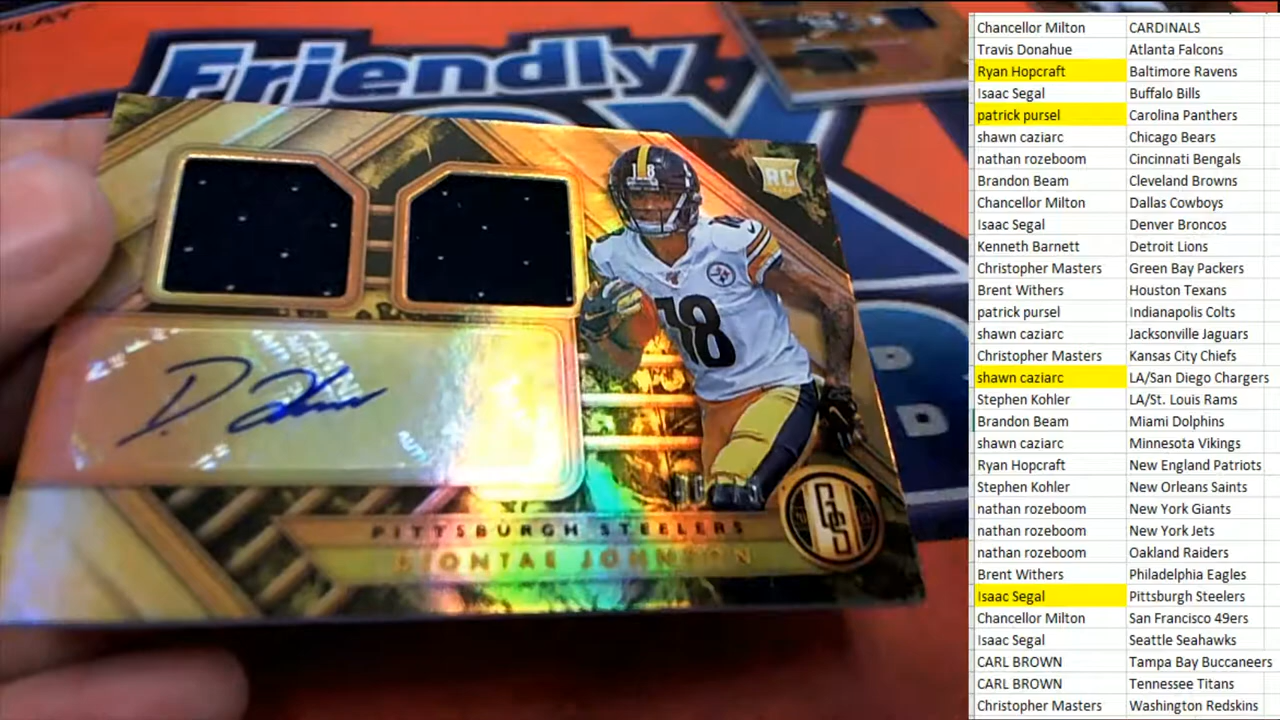 PLAY
Friendly
RC
18
18
18
D
PITTSBURGH STEELERS
DIONTAE JOHNSON
GS
Chancellor Milton CARDINALS
Travis Donahue Atlanta Falcons
Ryan Hopcraft Baltimore Ravens
Isaac Segal Buffalo Bills
patrick pursel Carolina Panthers
shawn caziarc Chicago Bears
nathan rozeboom Cincinnati Bengals
Brandon Beam Cleveland Browns
Chancellor Milton Dallas Cowboys
Isaac Segal Denver Broncos
Kenneth Barnett Detroit Lions
Christopher Masters Green Bay Packers
Brent Withers Houston Texans
patrick pursel Indianapolis Colts
shawn caziarc Jacksonville Jaguars
Christopher Masters Kansas City Chiefs
shawn caziarc LA/San Diego Chargers
Stephen Kohler LA/St. Louis Rams
Brandon Beam Miami Dolphins
shawn caziarc Minnesota Vikings
Ryan Hopcraft New England Patriots
Stephen Kohler New Orleans Saints
nathan rozeboom New York Giants
nathan rozeboom New York Jets
nathan rozeboom Oakland Raiders
Brent Withers Philadelphia Eagles
Isaac Segal Pittsburgh Steelers
Chancellor Milton San Francisco 49ers
Isaac Segal Seattle Seahawks
CARL BROWN Tampa Bay Buccaneers
CARL BROWN Tennessee Titans
Christopher Masters Washington Redskins